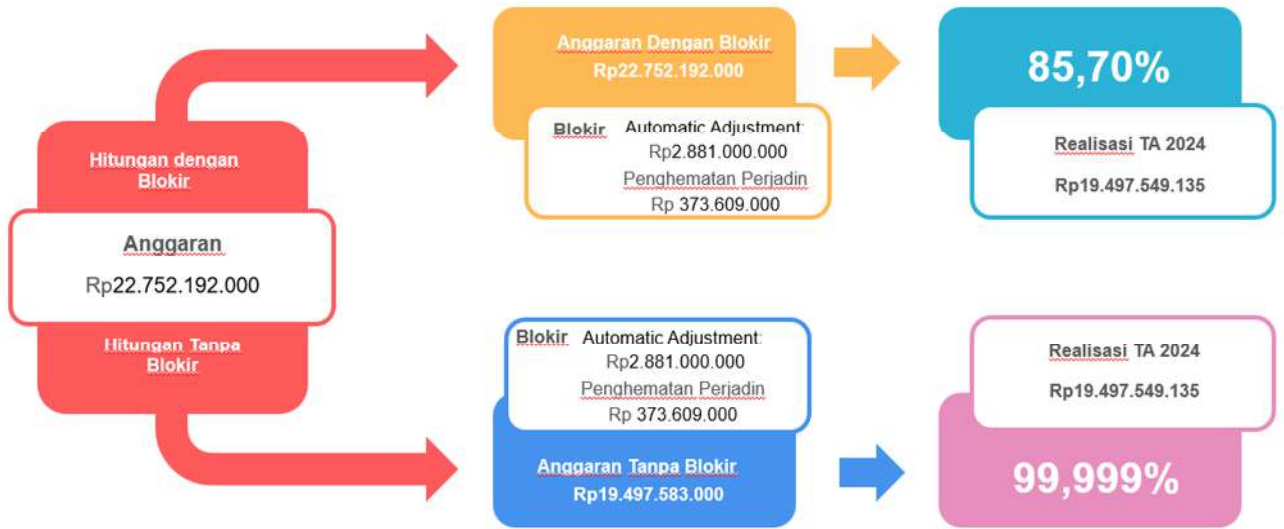 Hitungan dengan
Blokir
Anggaran
Rp22.752.192.000
Hitungan Tanpa
Blokir
Anggaran Dengan Blokir
Rp22.752.192.000
Blokir Automatic Adjustment:
Rp2.881.000.000
Penghematan Perjadin
Rp 373.609.000
85,70%
Realisasi TA 2024
Rp19.497.549.135
Blokir Automatic Adjustment:
Rp2.881.000.000
Penghematan Perjadin
Rp 373.609.000
Anggaran Tanpa Blokir
Rp19.497.583.000
Realisasi TA 2024
Rp19.497.549.135
99,999%